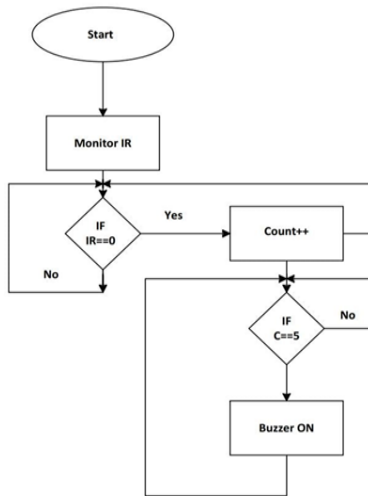 Start
Monitor IR
IF
IR==0
Yes
No
Count++
IF
C==5
No
Buzzer ON